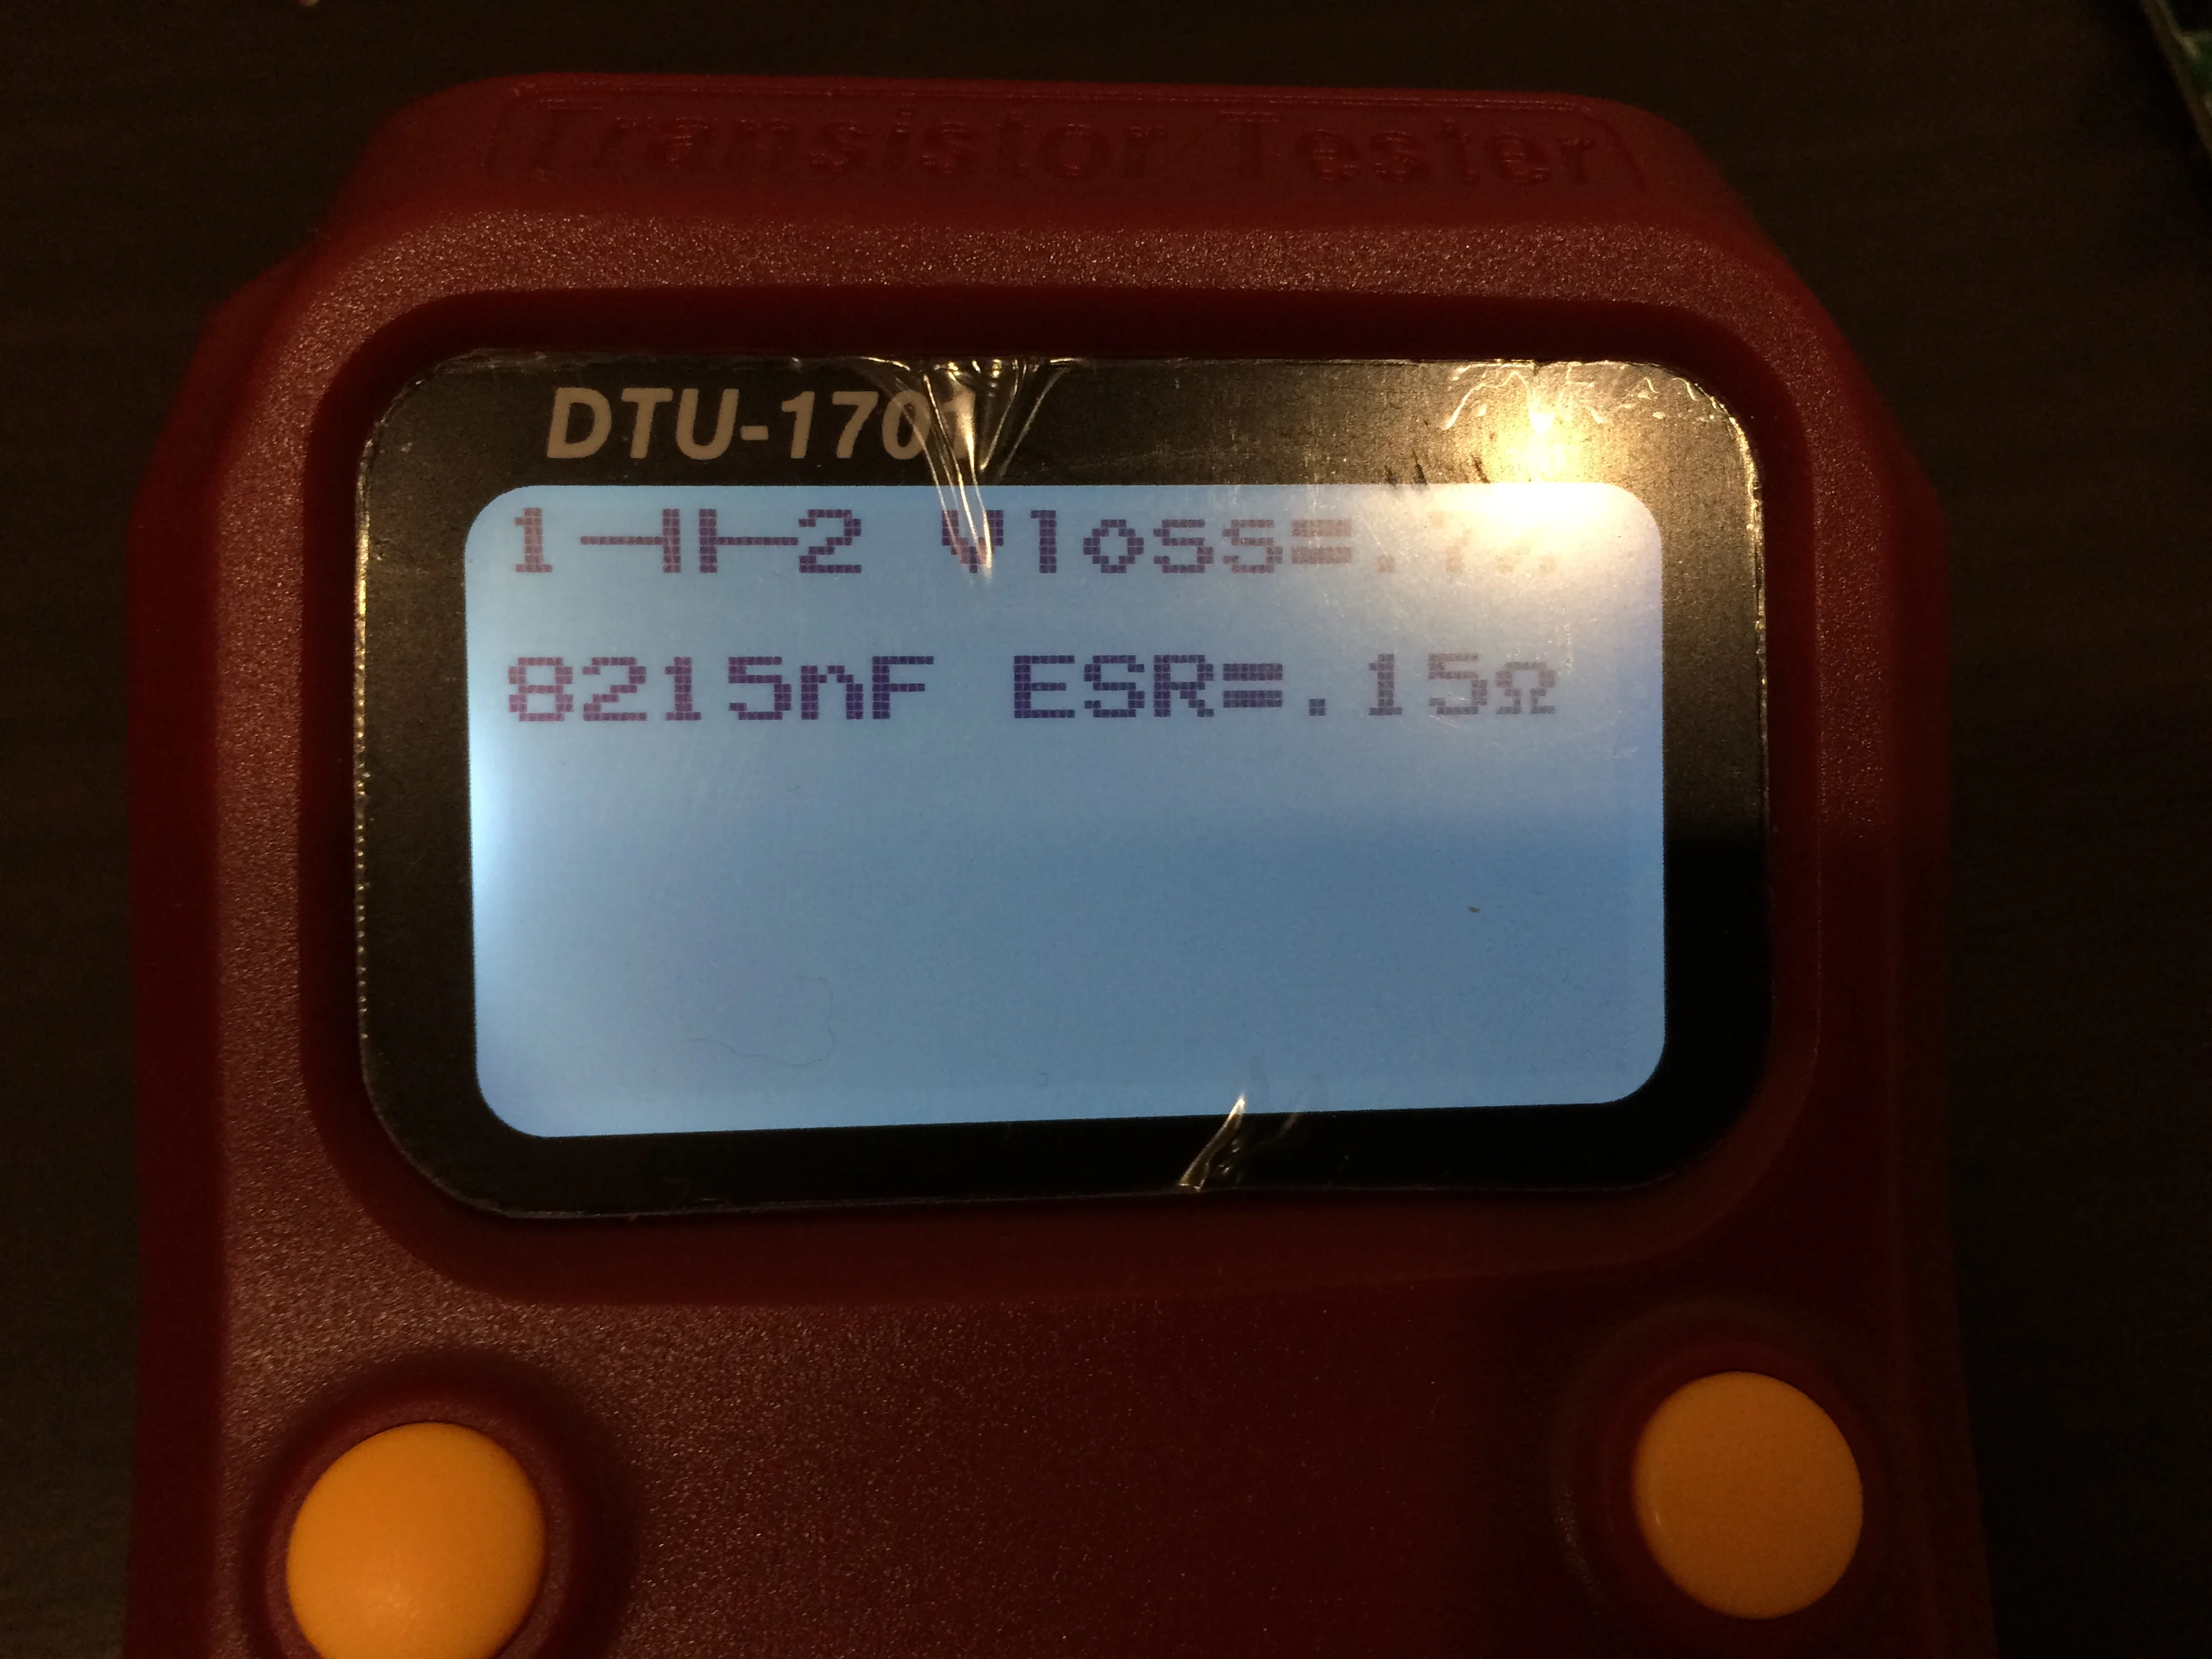 Transistor Tester
DTU-1701
1 2 Vloss=
8215nF ESR=.15Ω